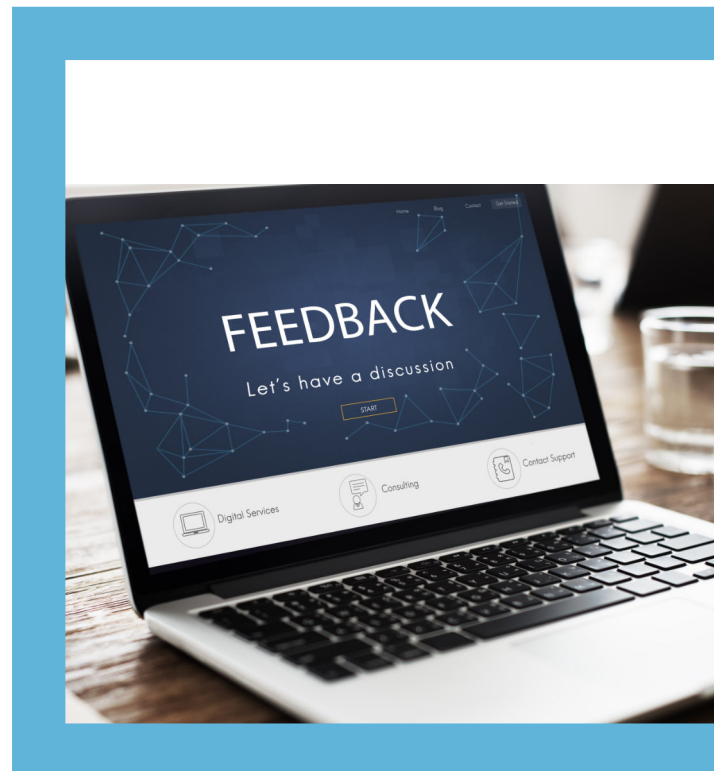 Home Blog Contact Get Started
FEEDBACK
Let's have a discussion
START
Digital Services
Consulting
Contact Support